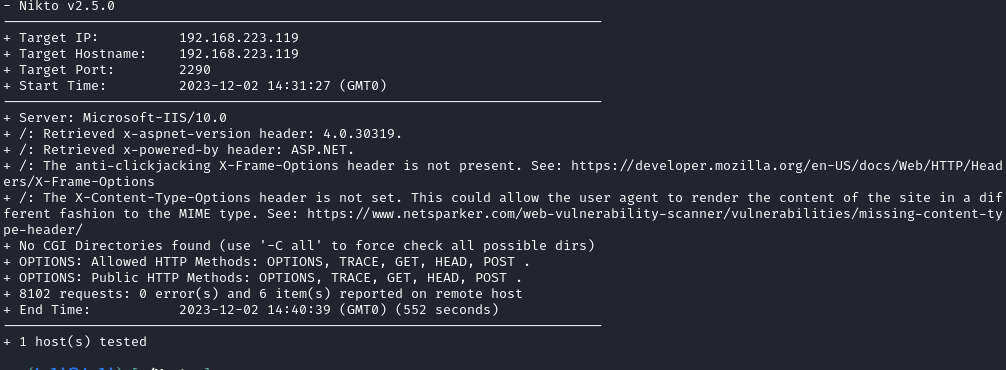 - Nikto v2.5.0
+ Target IP: 192.168.223.119
+ Target Hostname: 192.168.223.119
+ Target Port: 2290
+ Start Time: 2023-12-02 14:31:27 (GMT0)
+ Server: Microsoft-IIS/10.0
+ /: Retrieved x-aspnet-version header: 4.0.30319.
+ /: Retrieved x-powered-by header: ASP.NET.
+ /: The anti-clickjacking X-Frame-Options header is not present. See: https://developer.mozilla.org/en-US/docs/Web/HTTP/Head
ers/X-Frame-Options
+ /: The X-Content-Type-Options header is not set. This could allow the user agent to render the content of the site in a dif
ferent fashion to the MIME type. See: https://www.netsparker.com/web-vulnerability-scanner/vulnerabilities/missing-content-ty
pe-header/
+ No CGI Directories found (use '-C all' to force check all possible dirs)
+ OPTIONS: Allowed HTTP Methods: OPTIONS, TRACE, GET, HEAD, POST .
+ OPTIONS: Public HTTP Methods: OPTIONS, TRACE, GET, HEAD, POST .
+ 8102 requests: 0 error(s) and 6 item(s) reported on remote host
+ End Time: 2023-12-02 14:40:39 (GMT0) (552 seconds)
+ 1 host(s) tested